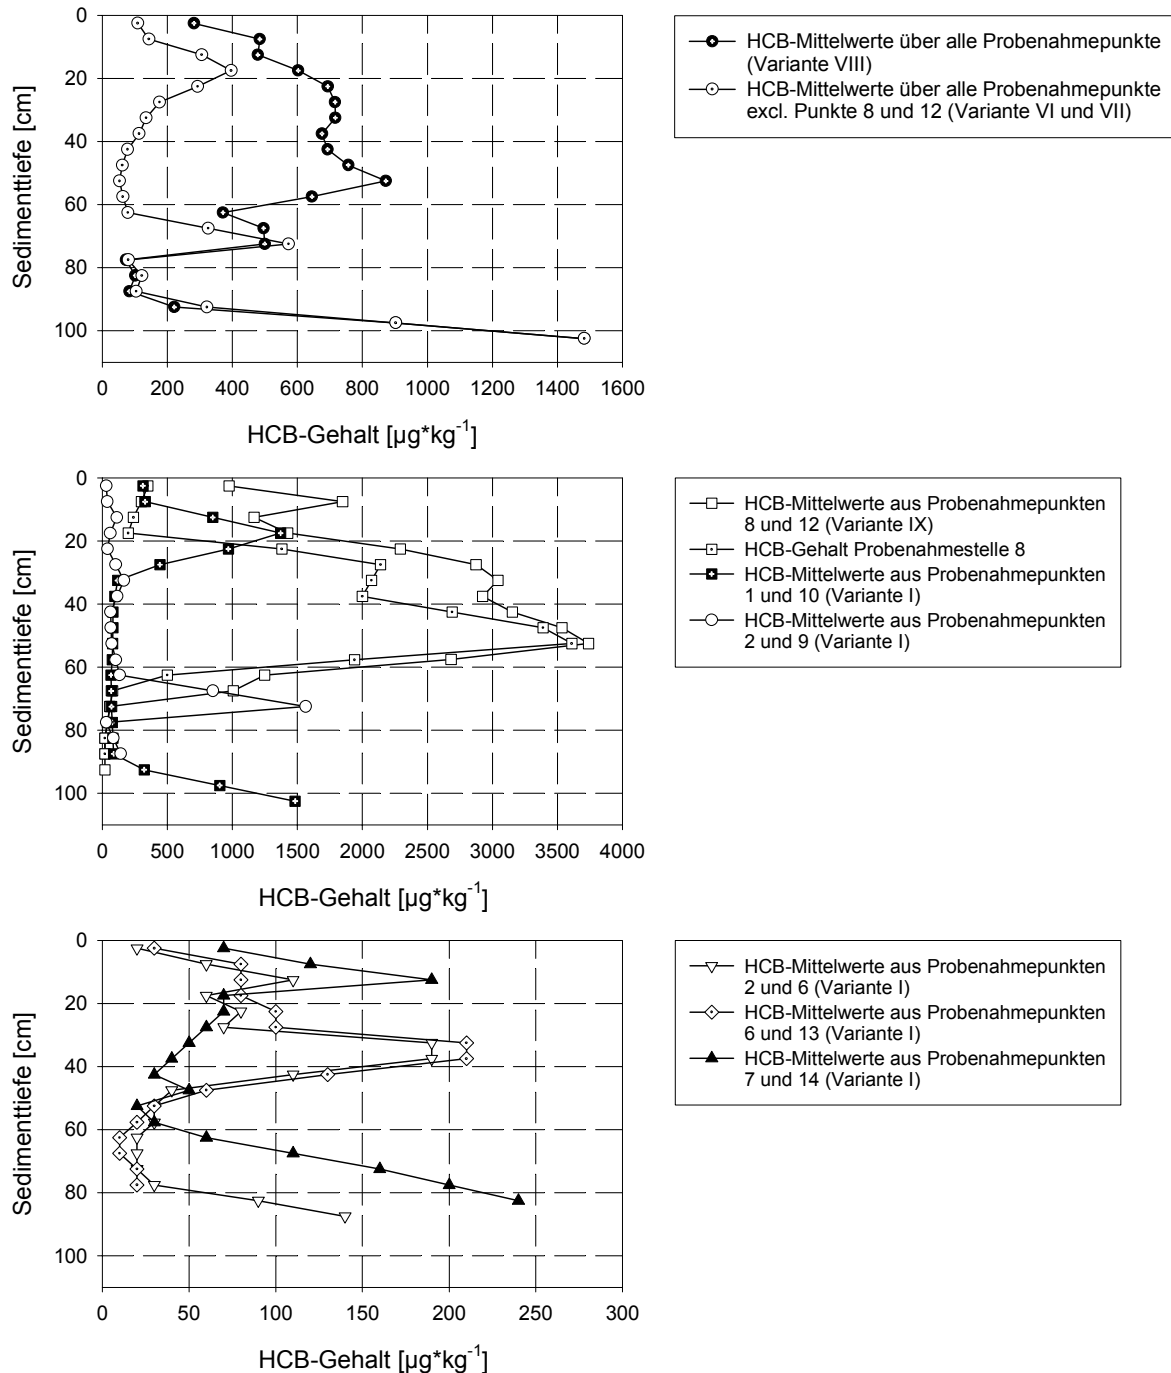 0
20
40
60
80
100
Sedimenttiefe [cm]
0 200 400 600 800 1000 1200 1400 1600
HCB-Gehalt [µg*kg-1]
HCB-Mittelwerte über alle Probenahmepunkte
(Variante VIII)
HCB-Mittelwerte über alle Probenahmepunkte
excl. Punkte 8 und 12 (Variante VI und VII)
0
20
40
60
80
100
Sedimenttiefe [cm]
0 500 1000 1500 2000 2500 3000 3500 4000
HCB-Gehalt [µg*kg-1]
HCB-Mittelwerte aus Probenahmepunkten
8 und 12 (Variante IX)
HCB-Gehalt Probenahmestelle 8
HCB-Mittelwerte aus Probenahmepunkten
1 und 10 (Variante I)
HCB-Mittelwerte aus Probenahmepunkten
2 und 9 (Variante I)
0
20
40
60
80
100
Sedimenttiefe [cm]
0 50 100 150 200 250 300
HCB-Gehalt [µg*kg-1]
HCB-Mittelwerte aus Probenahmepunkten
2 und 6 (Variante I)
HCB-Mittelwerte aus Probenahmepunkten
6 und 13 (Variante I)
HCB-Mittelwerte aus Probenahmepunkten
7 und 14 (Variante I)